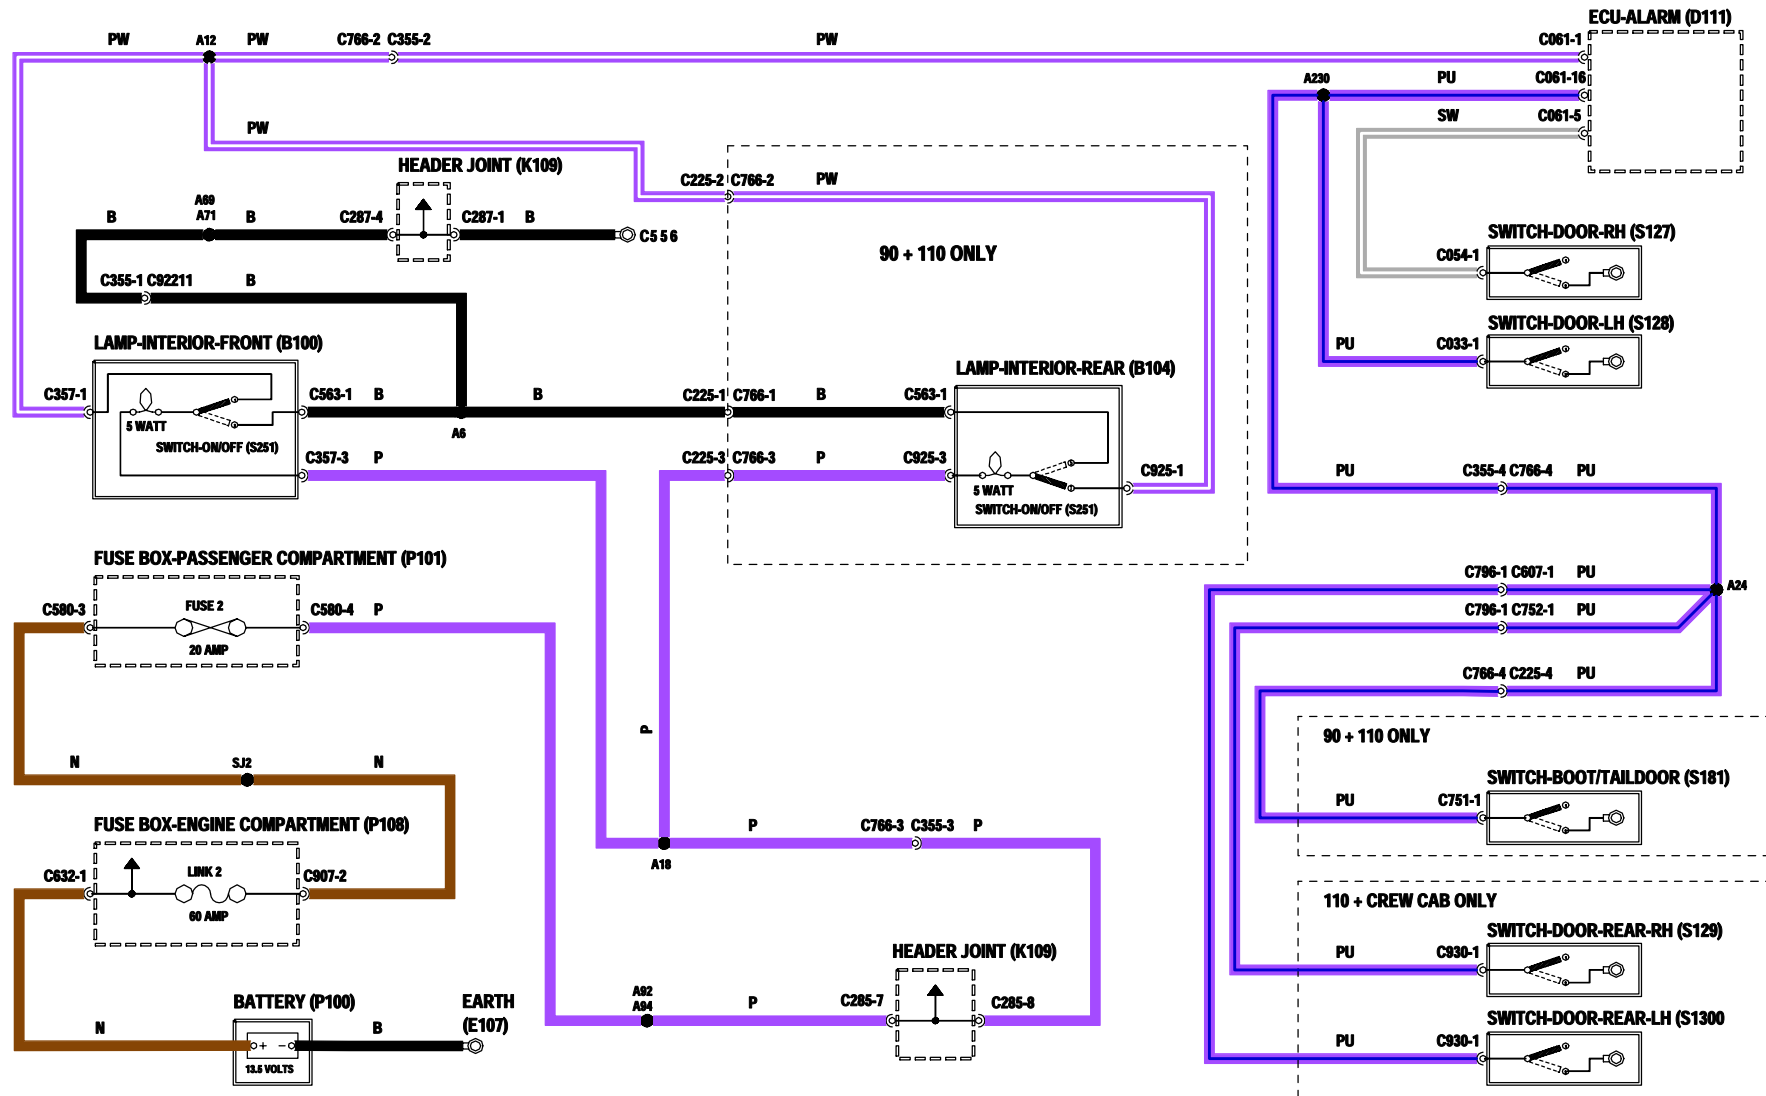 ECU-ALARM (D111)
PW
A12
PW
C766-2 C355-2
PW
C061-1
A230
PU
C061-16
SW
C061-5
PW
HEADER JOINT (K109)
C225-2 C766-2
PW
A69
A71
B
B
C287-4
C287-1
B
C556
90 + 110 ONLY
SWITCH-DOOR-RH (S127)
C054-1
C355-1 C92211
B
SWITCH-DOOR-LH (S128)
PU
C033-1
LAMP-INTERIOR-FRONT (B100)
LAMP-INTERIOR-REAR (B104)
C357-1
5 WATT
SWITCH-ON/OFF (S251)
C563-1
B
B
A6
C225-1 C766-1
B
C563-1
C357-3
P
C225-3 C766-3
P
C925-3
5 WATT
SWITCH-ON/OFF (S251)
C925-1
PU
C355-4 C766-4
PU
FUSE BOX-PASSENGER COMPARTMENT (P101)
C580-3
FUSE 2
20 AMP
C580-4
P
C796-1 C607-1
PU
A24
C796-1 C752-1
PU
C766-4 C225-4
PU
P
90 + 110 ONLY
N
SJ2
N
SWITCH-BOOT/TAILDOOR (S181)
PU
C751-1
FUSE BOX-ENGINE COMPARTMENT (P108)
C632-1
LINK 2
60 AMP
C907-2
A18
P
C766-3 C355-3
P
110 + CREW CAB ONLY
SWITCH-DOOR-REAR-RH (S129)
PU
C930-1
HEADER JOINT (K109)
A92
A94
P
C285-7
C285-8
BATTERY (P100)
EARTH
(E107)
N
+
-
13.5 VOLTS
B
SWITCH-DOOR-REAR-LH (S1300
PU
C930-1